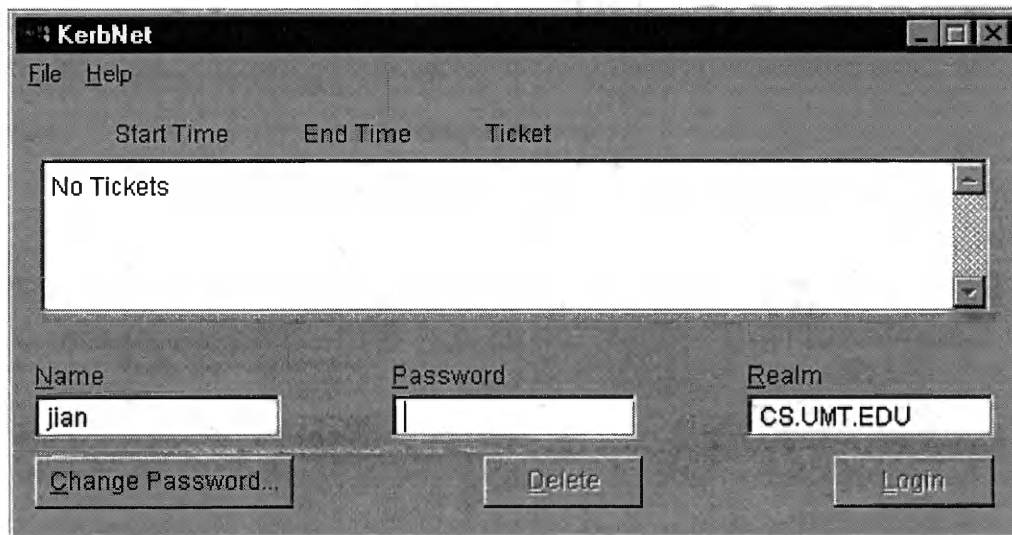 KerbNet
File Help
Start Time End Time Ticket
No Tickets
Name Password Realm
jian CS.UMT.EDU
Change Password... Delete Login